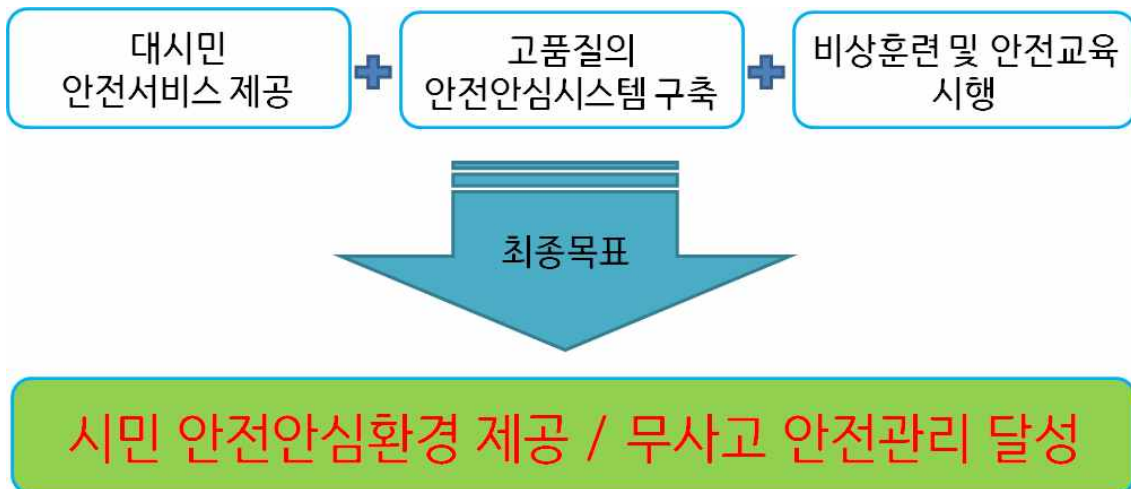 대시민
안전서비스 제공
고품질의
안전안심시스템 구축
비상훈련 및 안전교육
시행
최종목표
시민 안전안심환경 제공 / 무사고 안전관리 달성